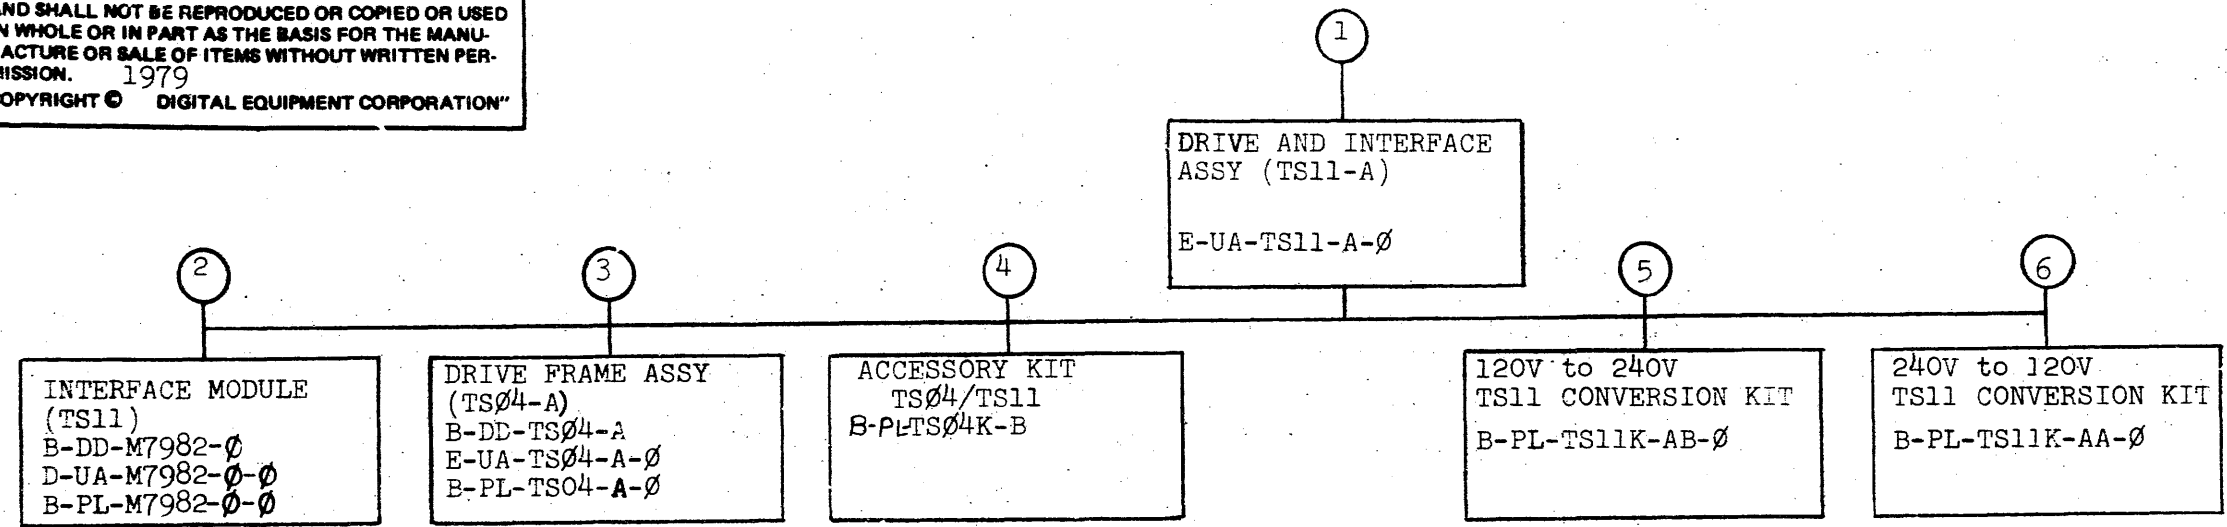 AND SHALL NOT BE REPRODUCED OR COPIED OR USED
N WHOLE OR IN PART AS THE BASIS FOR THE MANU-
ACTURE OR SALE OF ITEMS WITHOUT WRITTEN PER-
MISSION. 1979
OPYRIGHT © DIGITAL EQUIPMENT CORPORATION"
1
DRIVE AND INTERFACE
ASSY (TS11-A)
E-UA-TS11-A-Ø
2
INTERFACE MODULE
(TS11)
B-DD-M7982-Ø
D-UA-M7982-Ø-Ø
B-PL-M7982-Ø-Ø
3
DRIVE FRAME ASSY
(TSØ4-A)
B-DD-TSØ4-A
E-UA-TSØ4-A-Ø
B-PL-TSO4-A-Ø
4
ACCESSORY KIT
TSØ4/TS11
B-PL-TSØ4K-B
5
120V to 240V
TS11 CONVERSION KIT
B-PL-TS11K-AB-Ø
6
240V to 120V
TS11 CONVERSION KIT
B-PL-TS11K-AA-Ø